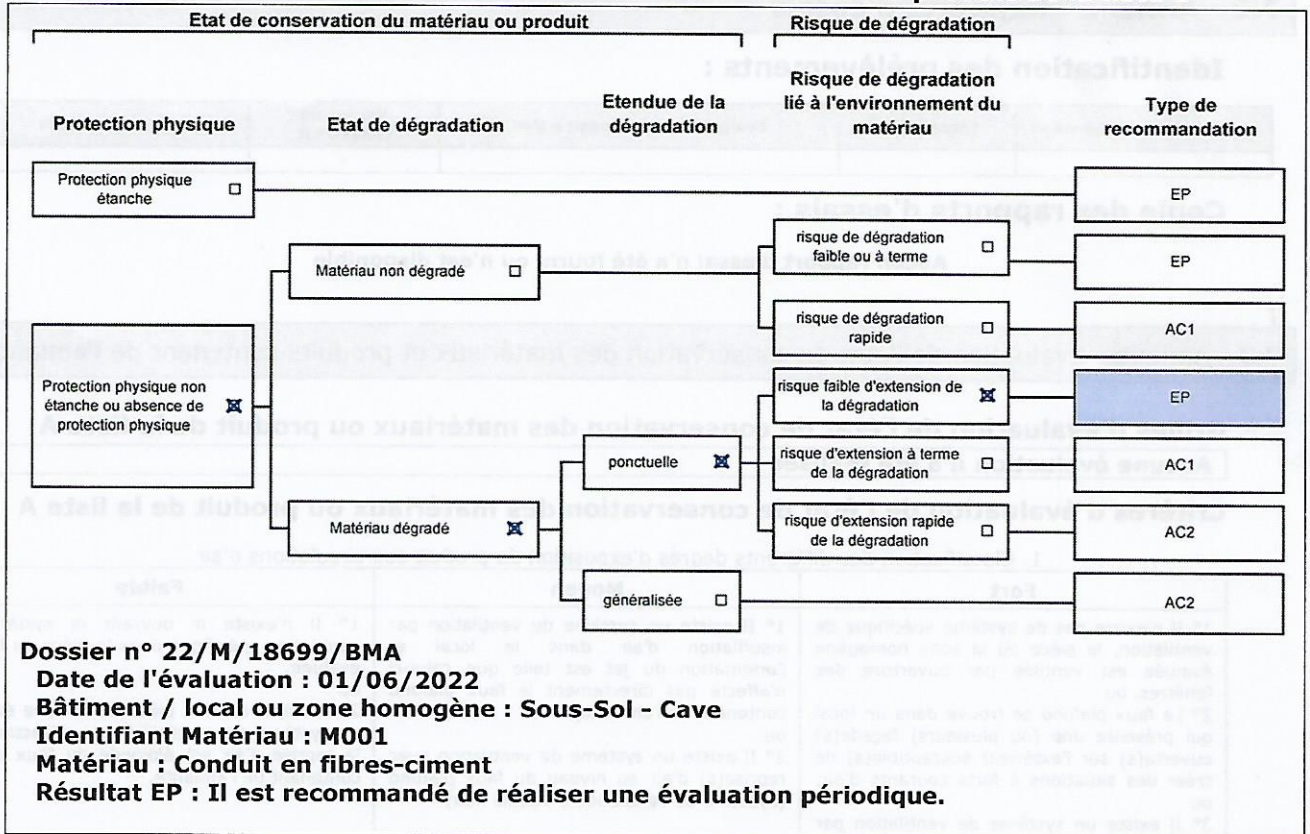 Etat de conservation du matériau ou produit
Risque de dégradation
Protection physique
Etat de dégradation
Etendue de la
dégradation
Risque de dégradation
lié à l'environnement du
matériau
Type de
recommandation
Protection physique
étanche
EP
Matériau non dégradé
risque de dégradation
faible ou à terme
EP
risque de dégradation
rapide
AC1
Protection physique non
étanche ou absence de
protection physique
risque faible d'extension de
la dégradation
EP
ponctuelle
risque d'extension à terme
de la dégradation
AC1
Matériau dégradé
risque d'extension rapide
de la dégradation
AC2
généralisée
AC2
Dossier n° 22/M/18699/BMA
Date de l'évaluation : 01/06/2022
Bâtiment / local ou zone homogène : Sous-Sol - Cave
Identifiant Matériau : M001
Matériau : Conduit en fibres-ciment
Résultat EP : Il est recommandé de réaliser une évaluation périodique.